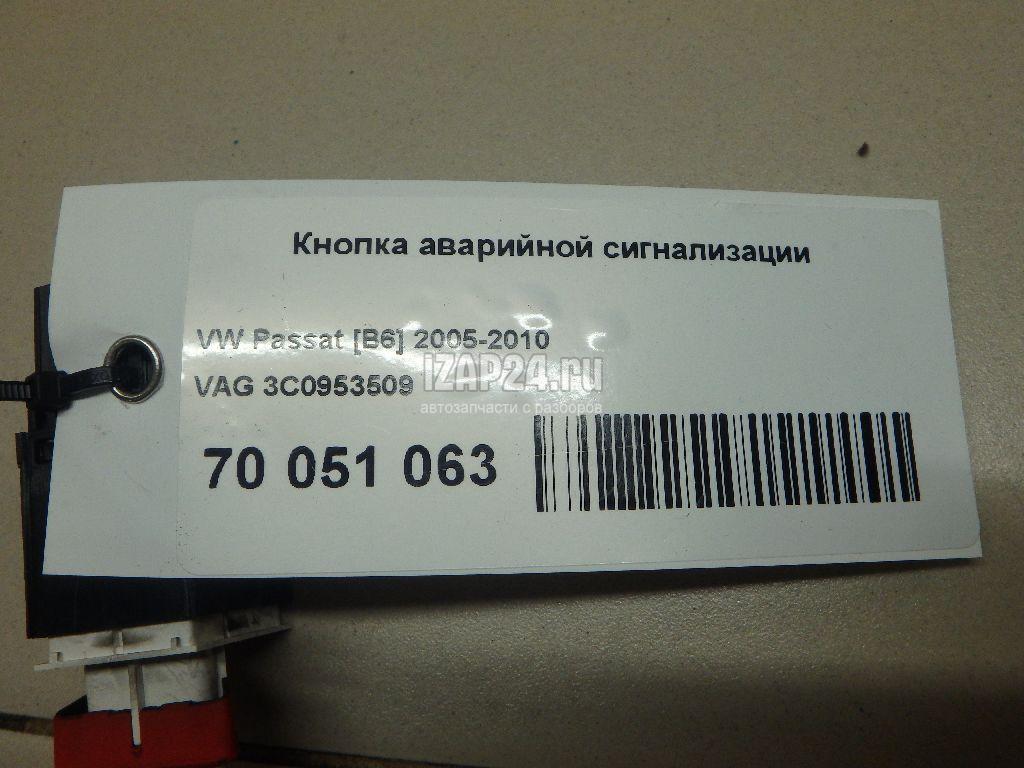 Кнопка аварийной сигнализации
VW Passat [B6] 2005-2010
VAG 3C0953509
IZAP24.ru
автозапчасти с разборов
70 051 063